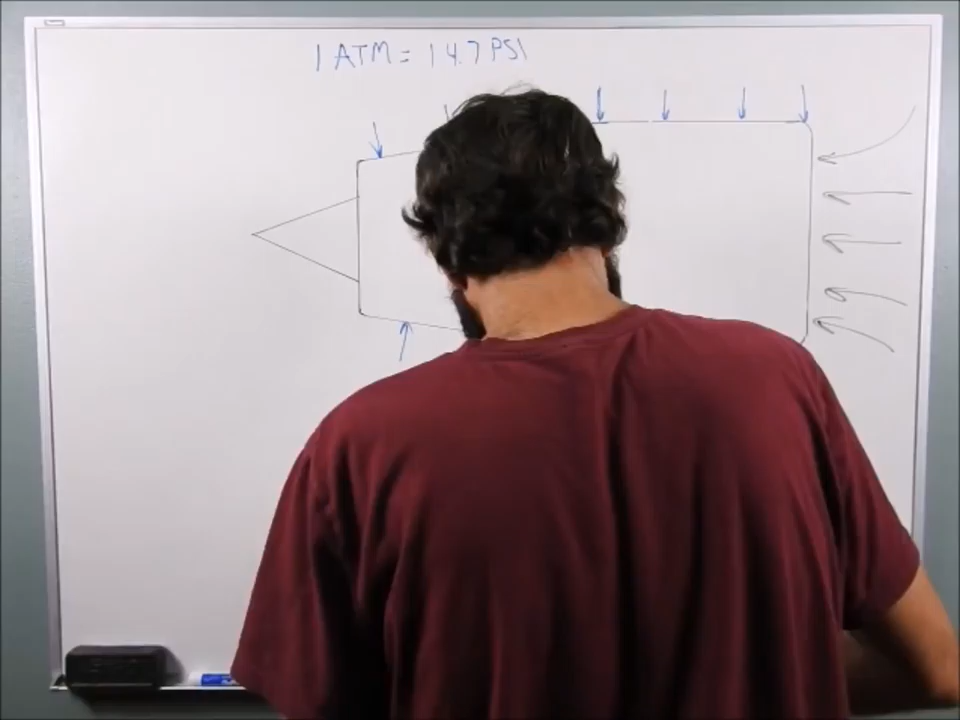 1 ATM = 14.7 PSI